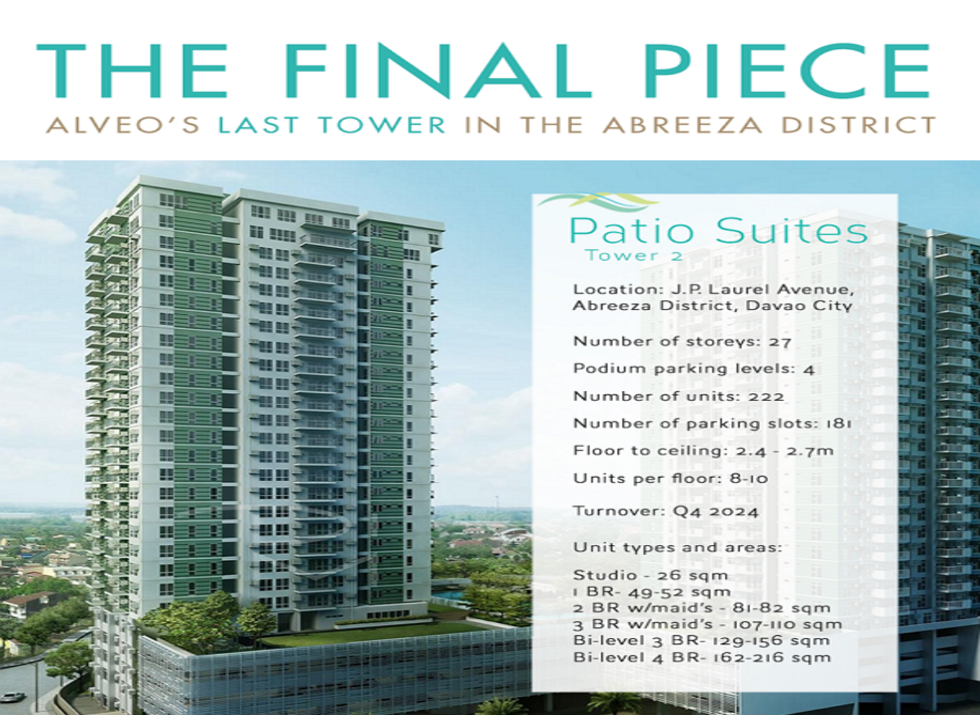 THE FINAL PIECE
ALVEO'S LAST TOWER IN THE ABREEZA DISTRICT
Patio Suites
Tower 2
Location: J.P. Laurel Avenue,
Abreeza District, Davao City
Number of storeys: 27
Podium parking levels: 4
Number of units: 222
Number of parking slots: 181
Floor to ceiling: 2.4 - 2.7m
Units per floor: 8-10
Turnover: Q4 2024
Unit types and areas:
Studio - 26 sqm
1 BR- 49-52 sqm
2 BR w/maid's - 81-82 sqm
3 BR w/maid's - 107-110 sqm
Bi-level 3 BR- 129-156 sqm
Bi-level 4 BR- 162-216 sqm